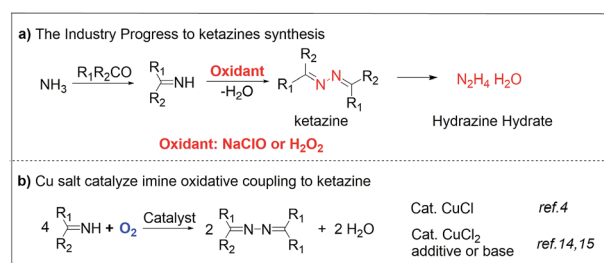 a) The Industry Progress to ketazines synthesis
NH₃ R₁R₂CO R₁ NH R₂ Oxidant -H₂O R₂ R₁ N N R₂ R₁ N₂H₄ H₂O
ketazine Hydrazine Hydrate
Oxidant: NaClO or H₂O₂
b) Cu salt catalyze imine oxidative coupling to ketazine
4 R₁ NH R₂ + O₂ Catalyst 2 R₁ R₂ N N R₁ R₁ + 2 H₂O
Cat. CuCl ref.4
Cat. CuCl₂ ref.14,15
additive or base